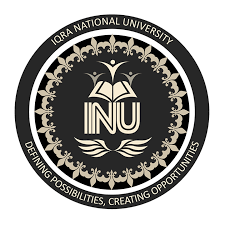 IQRA NATIONAL UNIVERSITY
INU
DEFINING POSSIBILITIES, CREATING OPPORTUNITIES